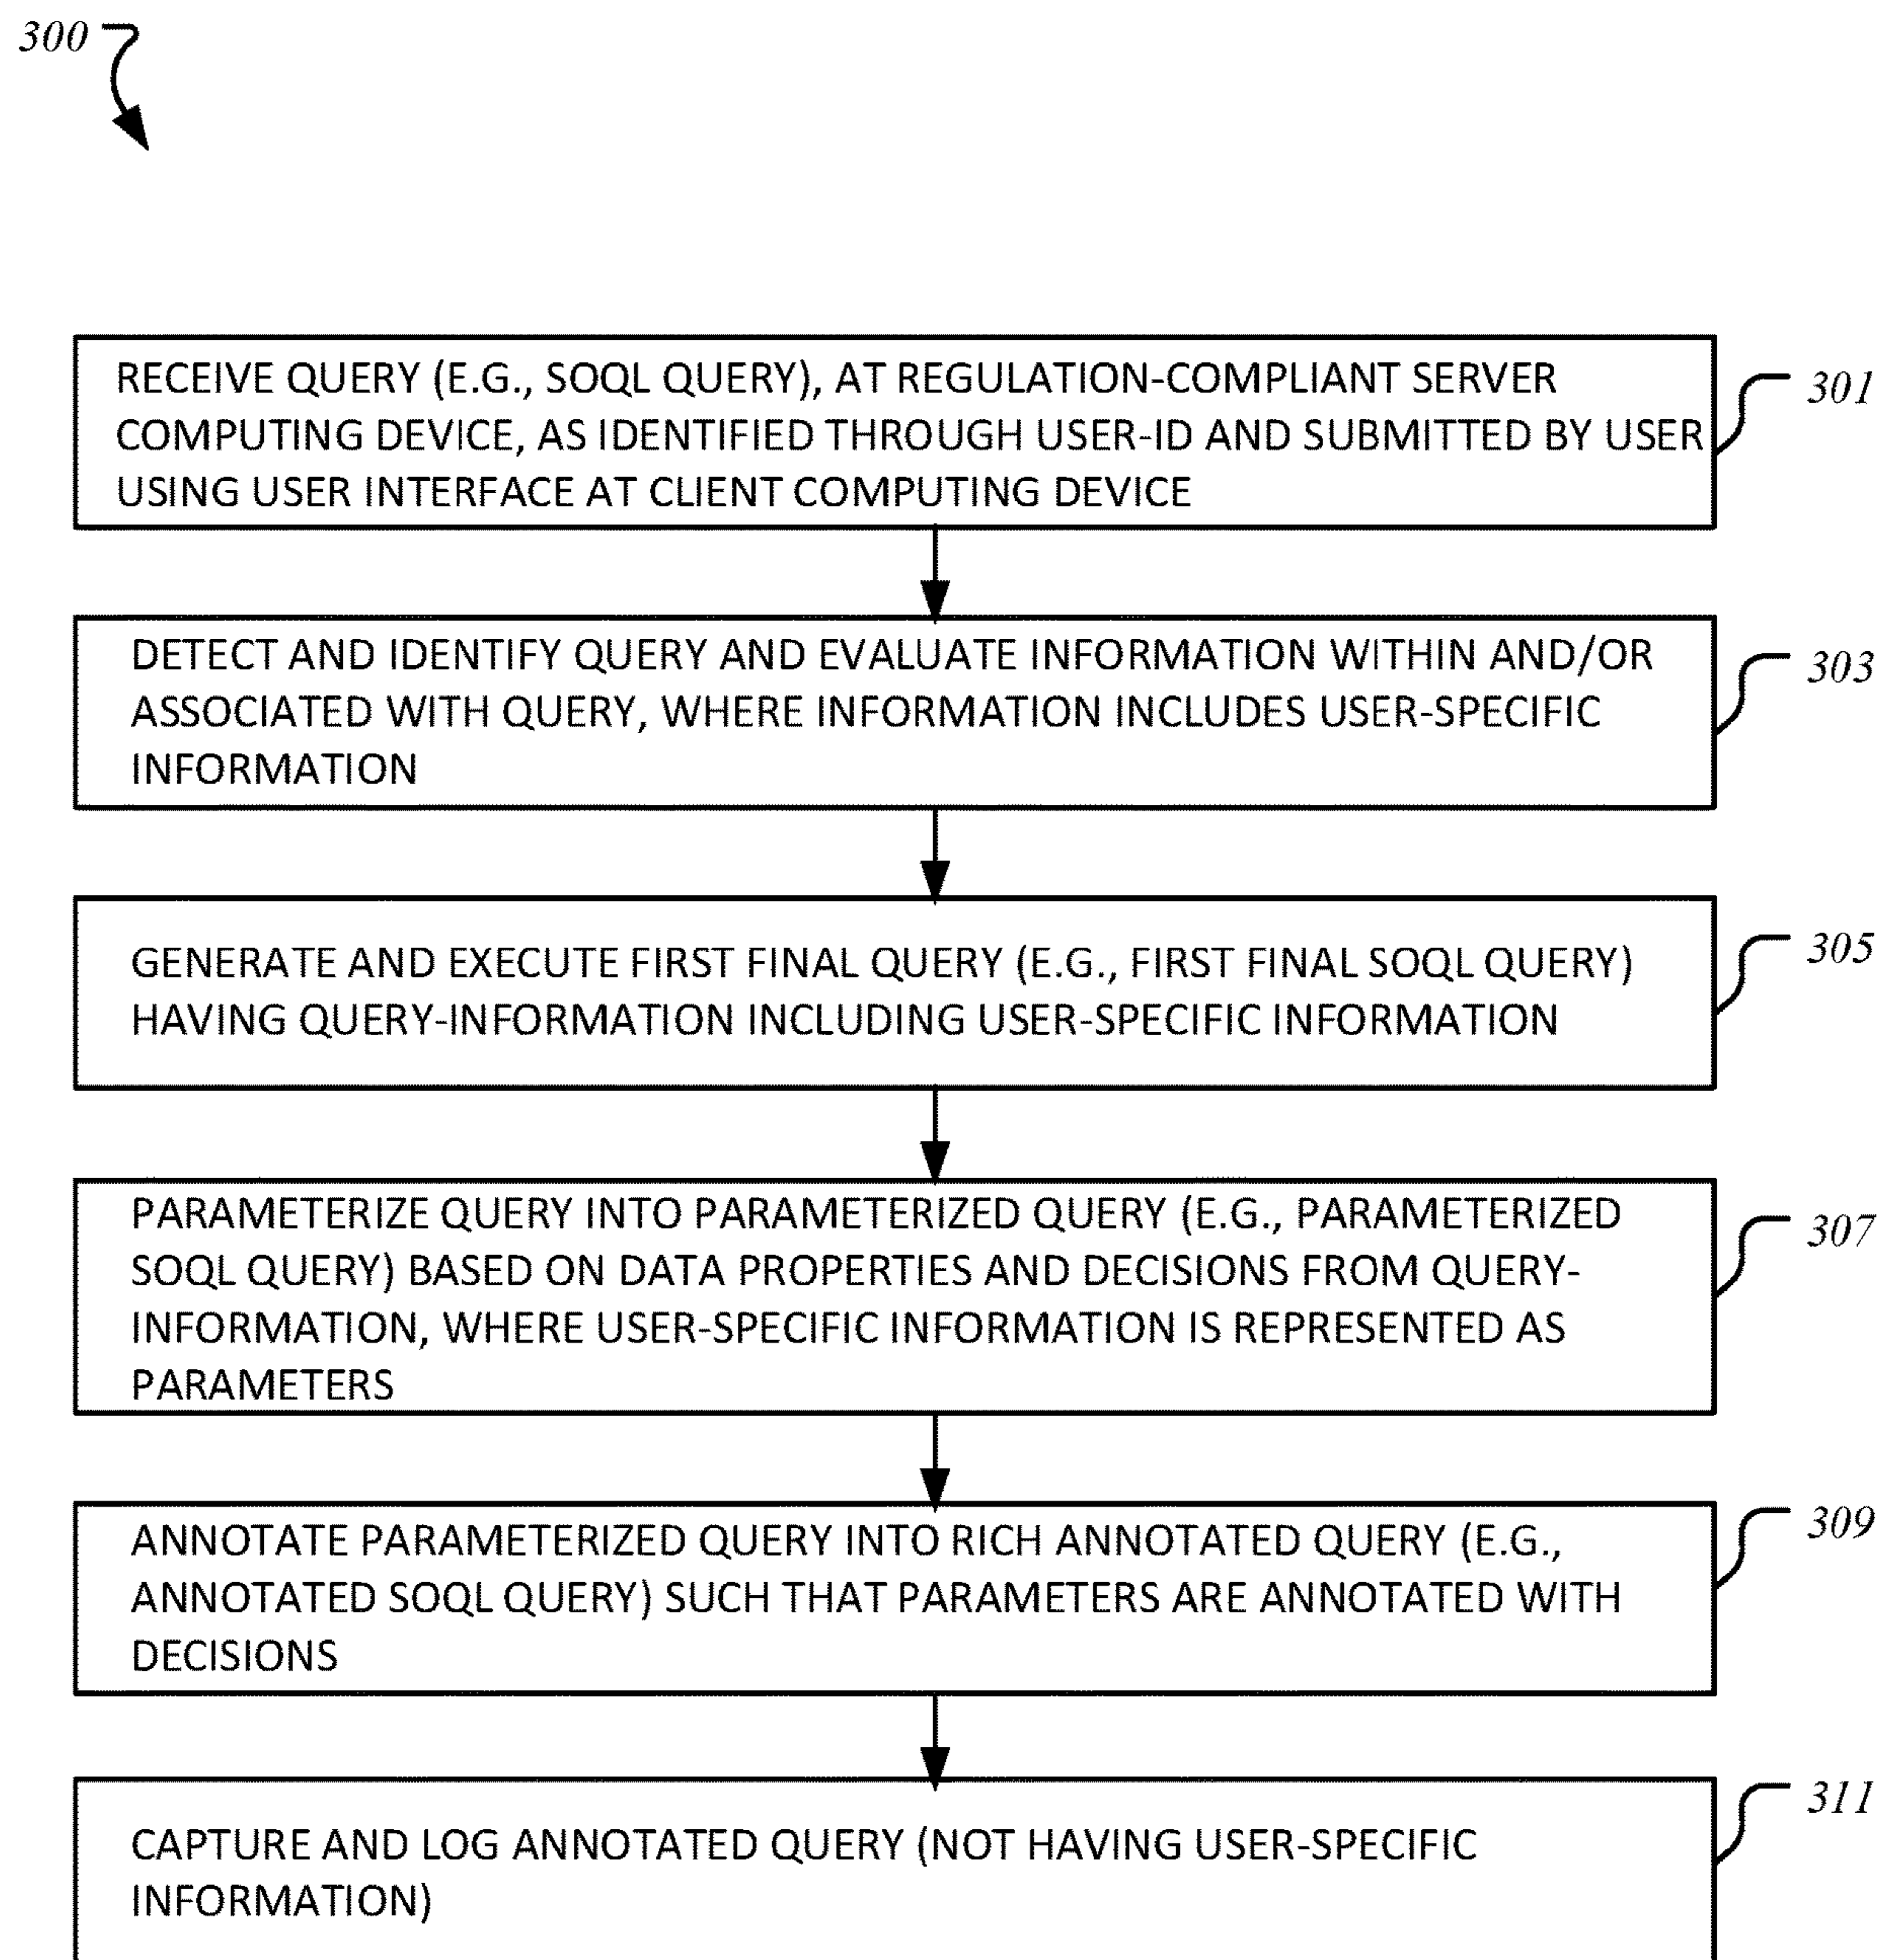 300
RECEIVE QUERY (E.G., SOQL QUERY), AT REGULATION-COMPLIANT SERVER
COMPUTING DEVICE, AS IDENTIFIED THROUGH USER-ID AND SUBMITTED BY USER
USING USER INTERFACE AT CLIENT COMPUTING DEVICE
301
DETECT AND IDENTIFY QUERY AND EVALUATE INFORMATION WITHIN AND/OR
ASSOCIATED WITH QUERY, WHERE INFORMATION INCLUDES USER-SPECIFIC
INFORMATION
303
GENERATE AND EXECUTE FIRST FINAL QUERY (E.G., FIRST FINAL SOQL QUERY)
HAVING QUERY-INFORMATION INCLUDING USER-SPECIFIC INFORMATION
305
PARAMETERIZE QUERY INTO PARAMETERIZED QUERY (E.G., PARAMETERIZED
SOQL QUERY) BASED ON DATA PROPERTIES AND DECISIONS FROM QUERY-
INFORMATION, WHERE USER-SPECIFIC INFORMATION IS REPRESENTED AS
PARAMETERS
307
ANNOTATE PARAMETERIZED QUERY INTO RICH ANNOTATED QUERY (E.G.,
ANNOTATED SOQL QUERY) SUCH THAT PARAMETERS ARE ANNOTATED WITH
DECISIONS
309
CAPTURE AND LOG ANNOTATED QUERY (NOT HAVING USER-SPECIFIC
INFORMATION)
311